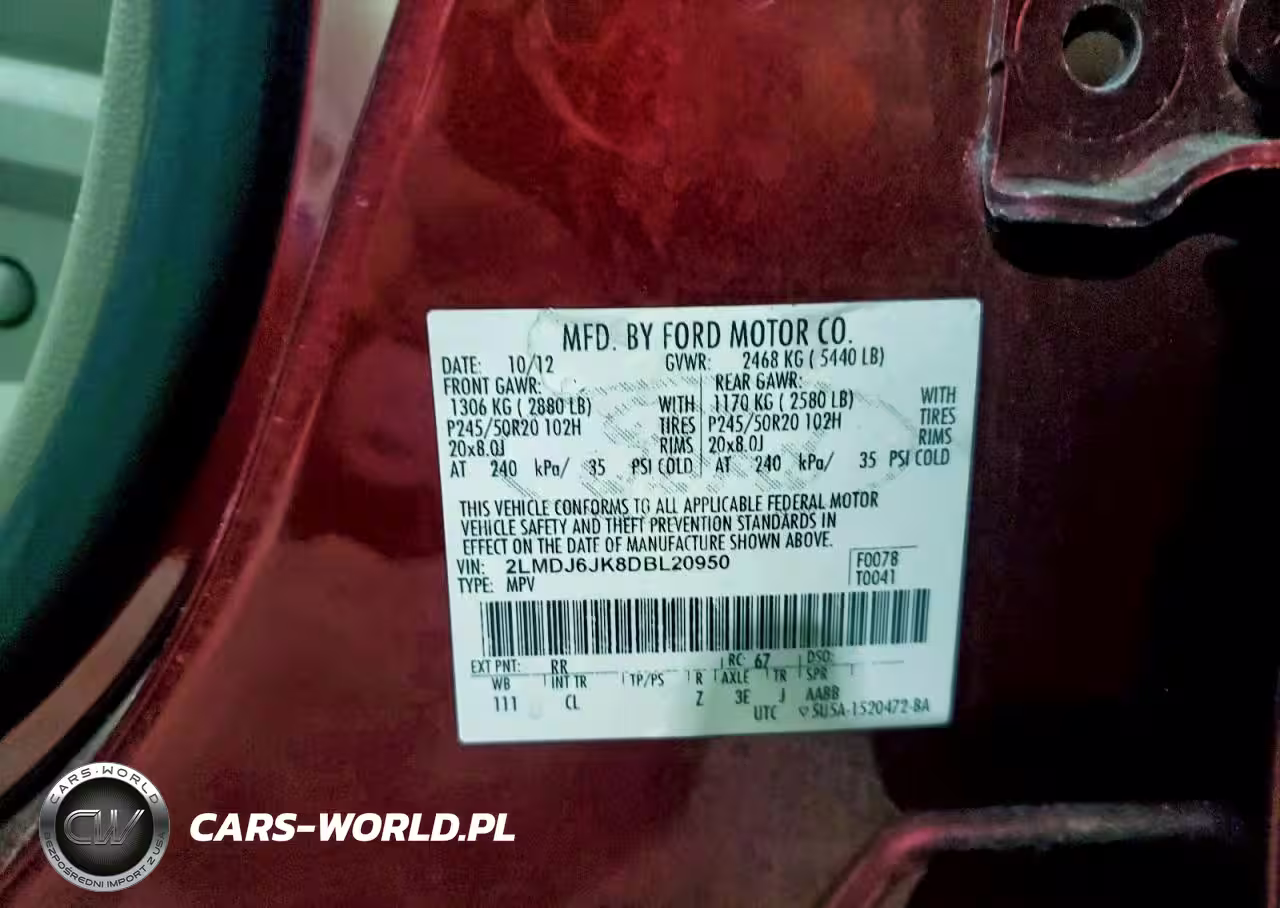 MFD. BY FORD MOTOR CO.
DATE: 10/12 GVWR: 2468 KG ( 5440 LB)
FRONT GAWR: REAR GAWR:
1306 KG ( 2880 LB) WITH 1170 KG ( 2580 LB) WITH
P245/50R20 102H TIRES P245/50R20 102H TIRES
20x8.0J RIMS 20x8.0J RIMS
AT 240 kPa/ 35 PSI COLD AT 240 kPa/ 35 PSI COLD
THIS VEHICLE CONFORMS TO ALL APPLICABLE FEDERAL MOTOR
VEHICLE SAFETY AND THEFT PREVENTION STANDARDS IN
EFFECT ON THE DATE OF MANUFACTURE SHOWN ABOVE.
VIN: 2LMDJ6JK8DBL20950 F0078
TYPE: MPV T0041
EXT PNT: RR RC: 67 DSO:
WB INT TR TP/PS R AXLE TR SPR
111 CL Z 3E J AABB
UTC ♡ 5U5A-1520472-BA
CARS-WORLD
CW
BEZPOŚREDNI IMPORT Z USA
CARS-WORLD.PL